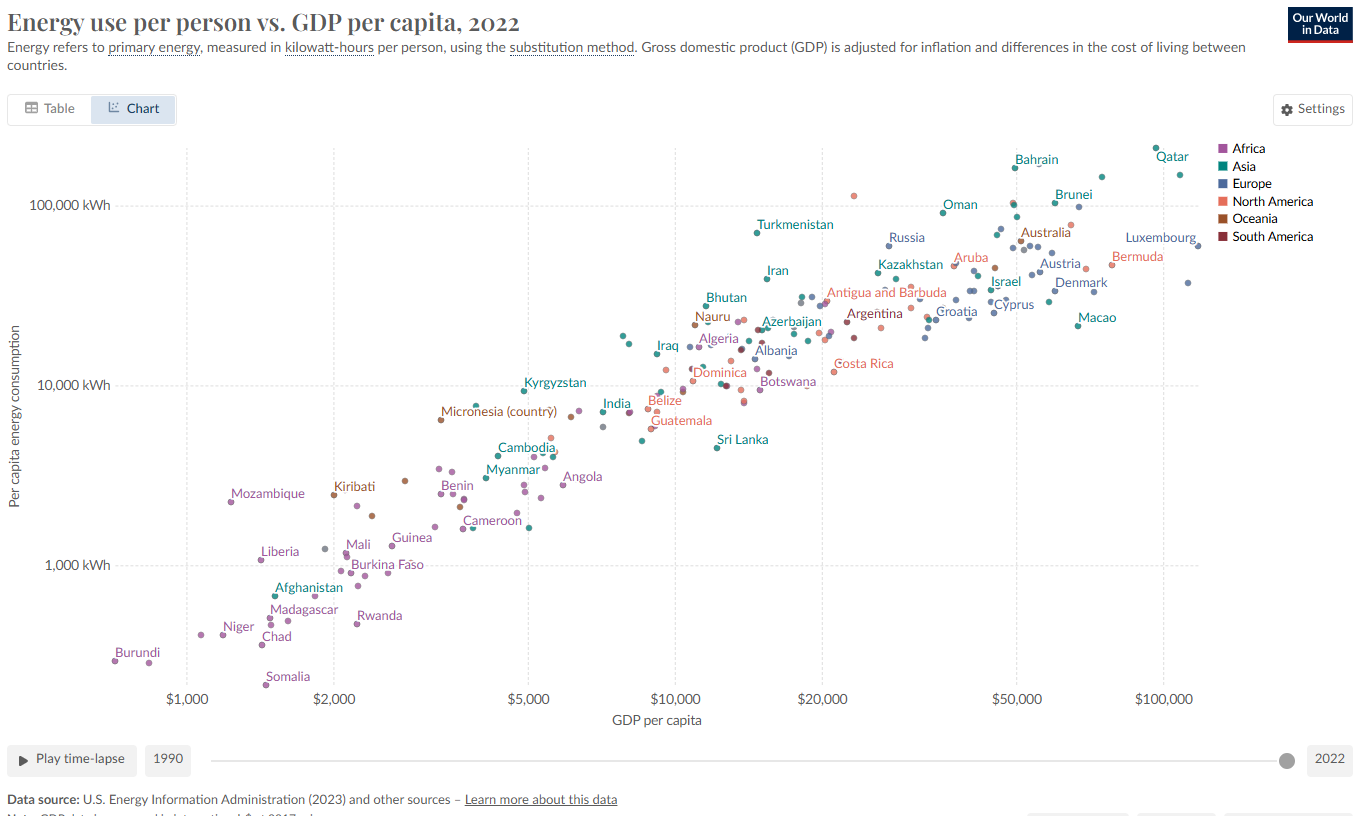 Energy use per person vs. GDP per capita, 2022
Our World
in Data
Energy refers to primary energy, measured in kilowatt-hours per person, using the substitution method. Gross domestic product (GDP) is adjusted for inflation and differences in the cost of living between
countries.
Table
Chart
Settings
Africa
Asia
Europe
North America
Oceania
South America
Per capita energy consumption
100,000 kWh
10,000 kWh
1,000 kWh
Bahrain
Qatar
Brunei
Oman
Turkmenistan
Australia
Russia
Luxembourg
Aruba
Bermuda
Kazakhstan
Austria
Iran
Israel
Denmark
Antigua and Barbuda
Bhutan
Cyprus
Croatia
Argentina
Nauru
Macao
Azerbaijan
Algeria
Iraq
Albania
Costa Rica
Dominica
Kyrgyzstan
Botswana
India
Belize
Micronesia (country)
Guatemala
Sri Lanka
Cambodia
Myanmar
Angola
Benin
Kiribati
Mozambique
Cameroon
Guinea
Mali
Liberia
Burkina Faso
Afghanistan
Madagascar
Rwanda
Niger
Chad
Burundi
Somalia
$1,000
$2,000
$5,000
$10,000
$20,000
$50,000
$100,000
GDP per capita
Play time-lapse
1990
2022
Data source: U.S. Energy Information Administration (2023) and other sources – Learn more about this data